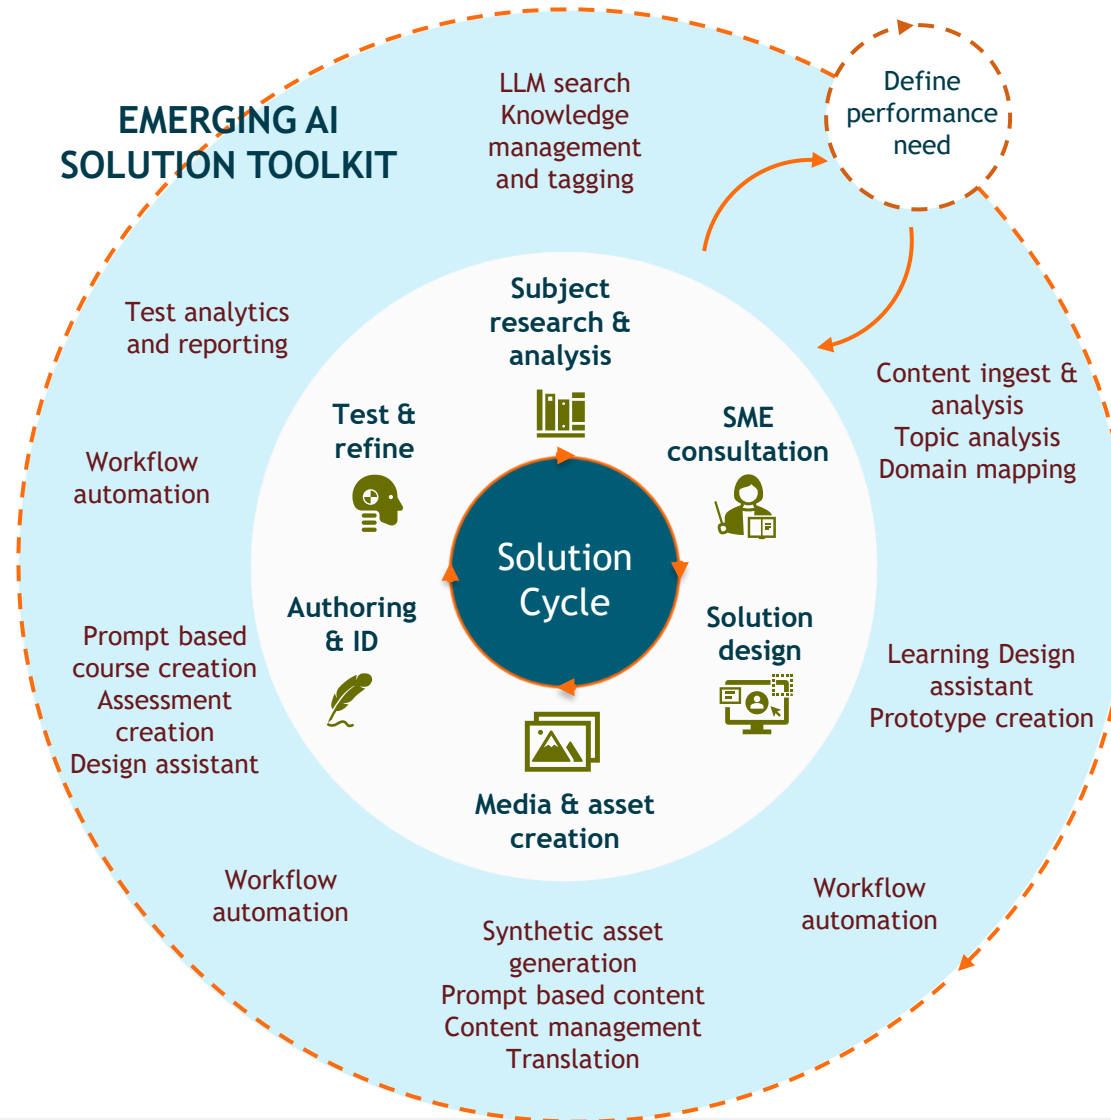 EMERGING AI
SOLUTION TOOLKIT
LLM search
Knowledge
management
and tagging
Define
performance
need
Test analytics
and reporting
Subject
research &
analysis
Content ingest &
analysis
Topic analysis
Domain mapping
Test &
refine
SME
consultation
Workflow
automation
Solution
Cycle
Authoring
& ID
Solution
design
Prompt based
course creation
Assessment
creation
Design assistant
Learning Design
assistant
Prototype creation
Media & asset
creation
Workflow
automation
Workflow
automation
Synthetic asset
generation
Prompt based content
Content management
Translation